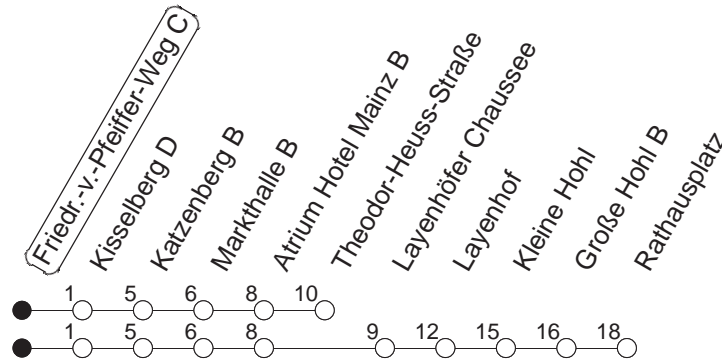 Friedr.-v.-Pfeiffer-Weg C
Kisselberg D
Katzenberg B
Markthalle B
Atrium Hotel Mainz B
Theodor-Heuss-Straße
Layenhöfer Chaussee
Layenhof
Kleine Hohl
Große Hohl B
Rathausplatz
1 5 6 8 10
1 5 6 8 9 12 15 16 18